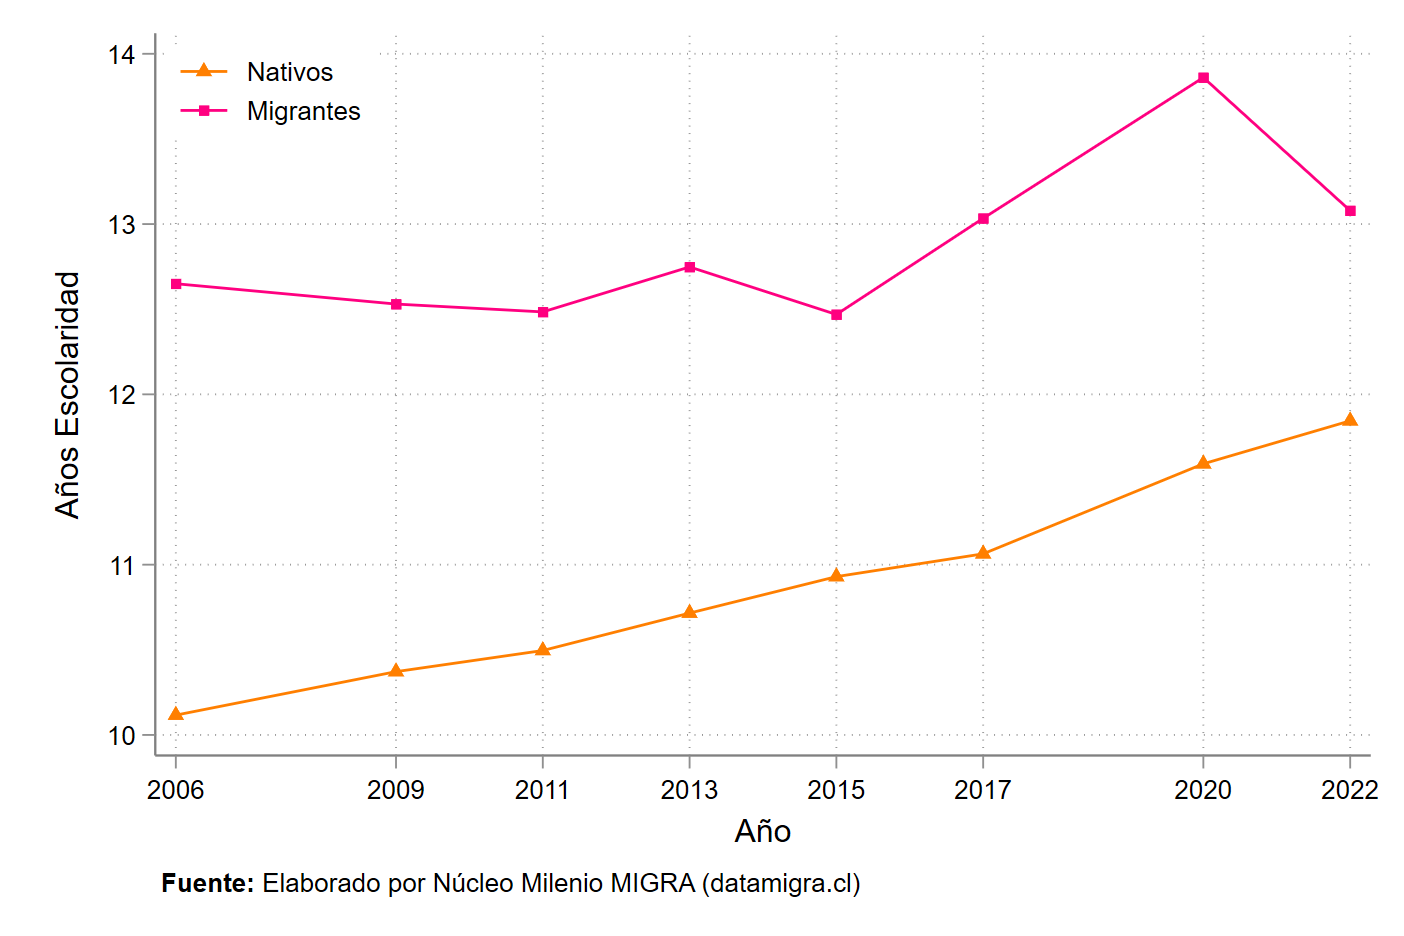 14
Nativos
Migrantes
13
12
11
10
Años Escolaridad
2006 2009 2011 2013 2015 2017 2020 2022
Año
Fuente: Elaborado por Núcleo Milenio MIGRA (datamigra.cl)